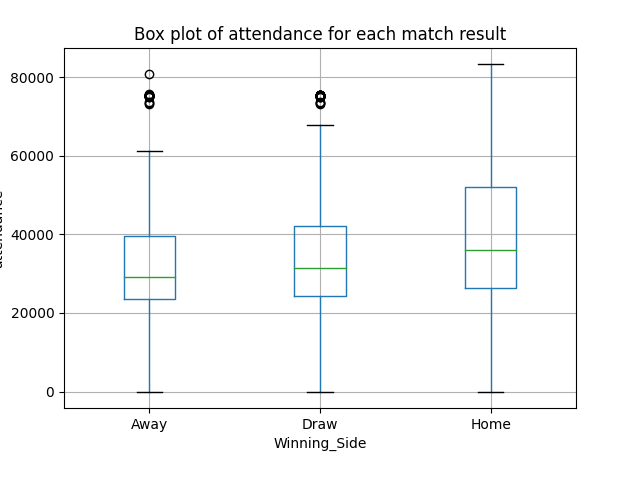 Box plot of attendance for each match result
80000
60000
40000
20000
0
Away Draw Home
Winning_Side